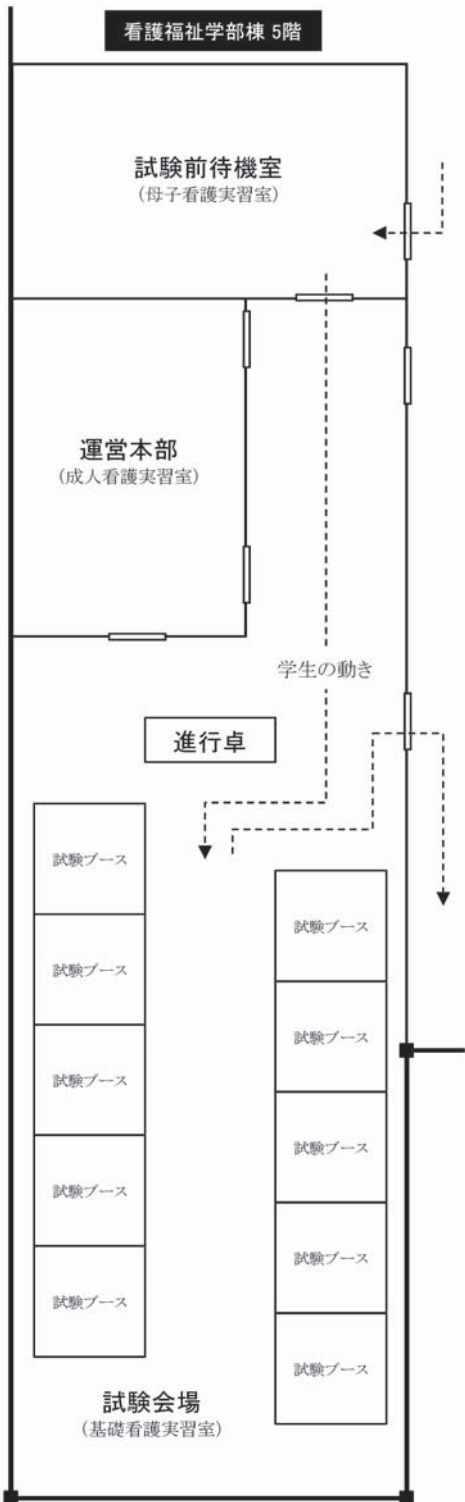 看護福祉学部棟 5階
試験前待機室
(母子看護実習室)
運営本部
(成人看護実習室)
学生の動き
進行卓
試験ブース
試験ブース
試験ブース
試験ブース
試験ブース
試験ブース
試験ブース
試験ブース
試験ブース
試験ブース
試験会場
(基礎看護実習室)